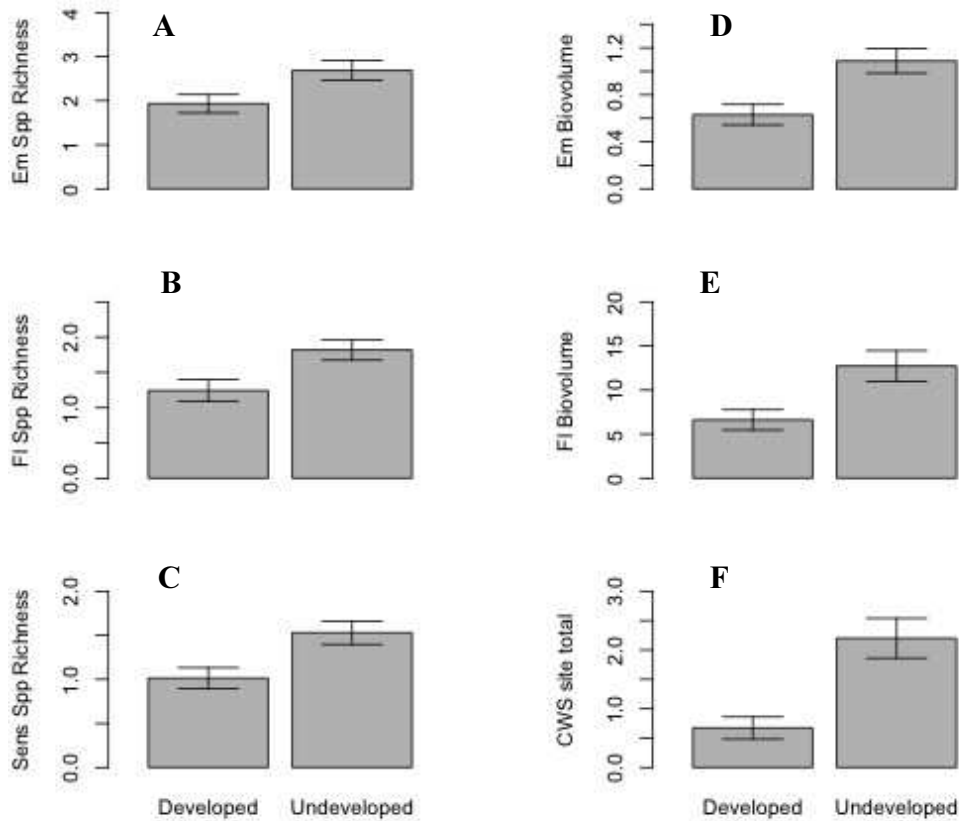 A
Em Spp Richness
4
3
2
1
0
D
Em Biovolume
1.2
0.8
0.4
0.0
B
Fl Spp Richness
2.0
1.0
0.0
E
Fl Biovolume
20
15
10
5
0
C
Sens Spp Richness
2.0
1.0
0.0
Developed Undeveloped
F
CWS site total
3.0
2.0
1.0
0.0
Developed Undeveloped